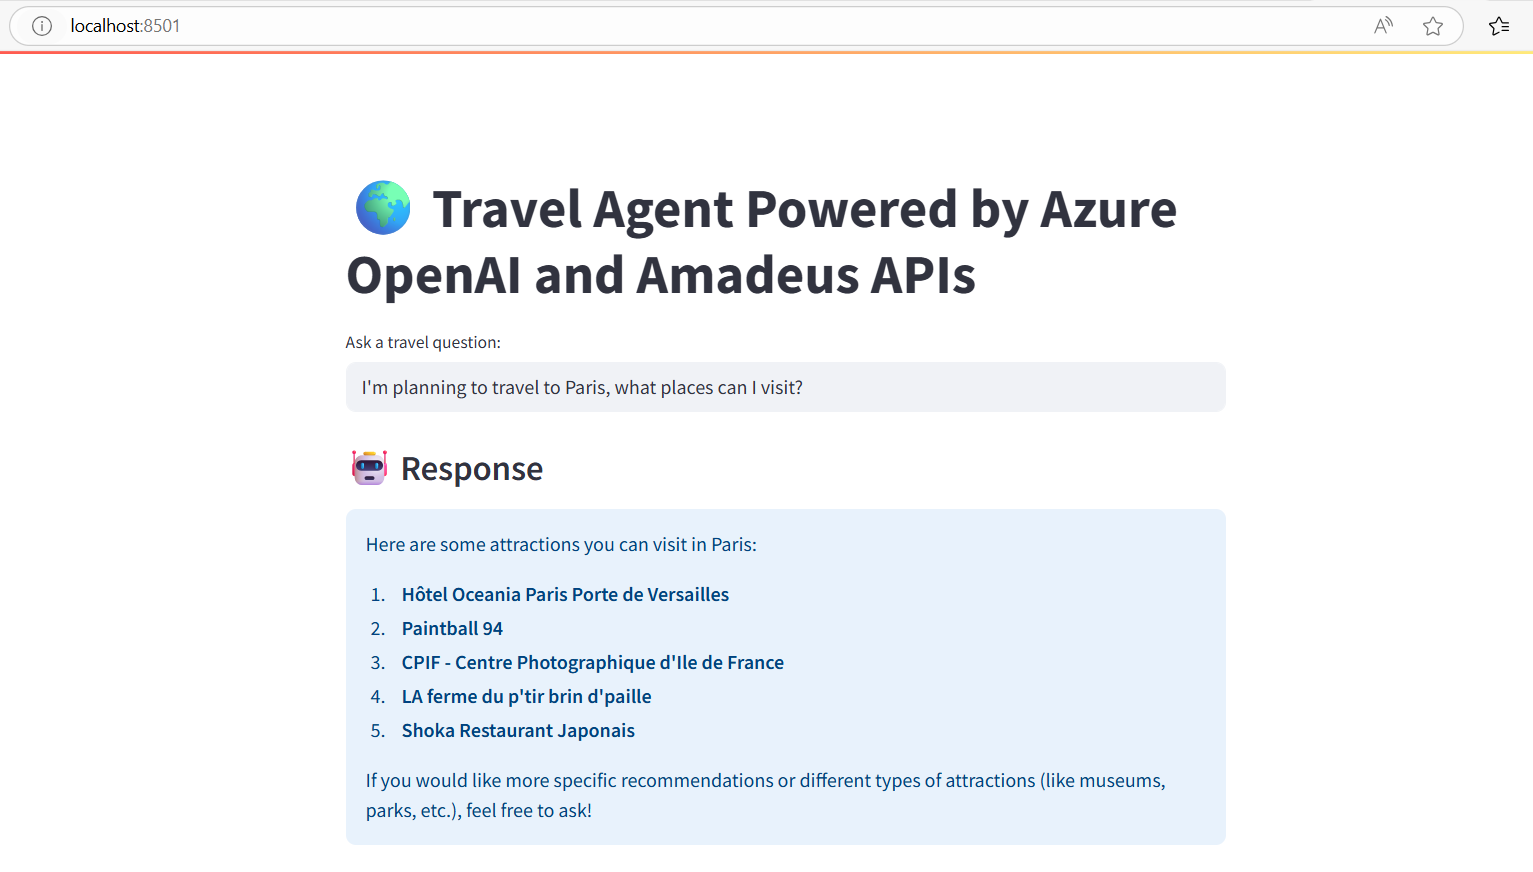 localhost:8501
Travel Agent Powered by Azure
OpenAI and Amadeus APIs
Ask a travel question:
I'm planning to travel to Paris, what places can I visit?
Response
Here are some attractions you can visit in Paris:
1. Hôtel Oceania Paris Porte de Versailles
2. Paintball 94
3. CPIF - Centre Photographique d'Ile de France
4. LA ferme du p'tir brin d'paille
5. Shoka Restaurant Japonais
If you would like more specific recommendations or different types of attractions (like museums,
parks, etc.), feel free to ask!